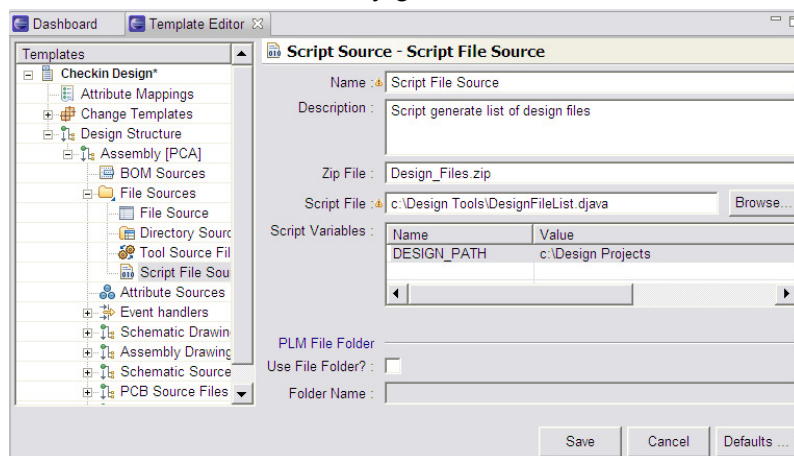 Dashboard Template Editor
Templates
Checkin Design*
Attribute Mappings
Change Templates
Design Structure
Assembly [PCA]
BOM Sources
File Sources
File Source
Directory Sourc
Tool Source Fil
Script File Sou
Attribute Sources
Event handlers
Schematic Drawin
Assembly Drawing
Schematic Source
PCB Source Files
Script Source - Script File Source
Name : Script File Source
Description : Script generate list of design files
Zip File : Design_Files.zip
Script File : c:\Design Tools\DesignFileList.djava Browse...
Script Variables : Name Value
DESIGN_PATH c:\Design Projects
PLM File Folder
Use File Folder? :
Folder Name :
Save Cancel Defaults ...